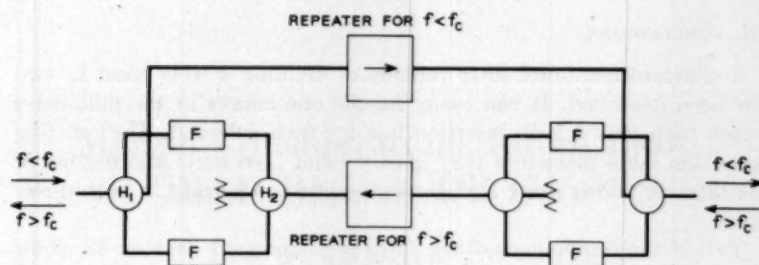 REPEATER FOR f<fc
F
F
f<fc
f>fc
H1
H2
f<fc
f>fc
REPEATER FOR f>fc
F
F